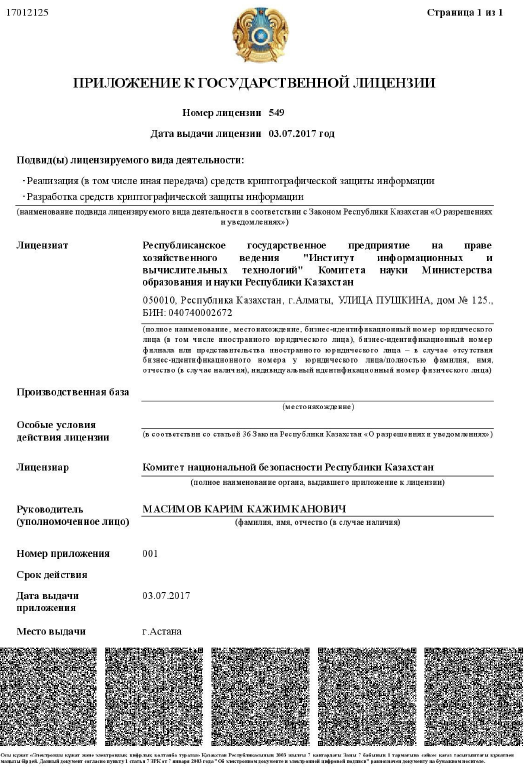 17012125
Страница 1 из 1
ПРИЛОЖЕНИЕ К ГОСУДАРСТВЕННОЙ ЛИЦЕНЗИИ
Номер лицензии 549
Дата выдачи лицензии 03.07.2017 год
Подвид(ы) лицензируемого вида деятельности:
- Реализация (в том числе иная передача) средств криптографической защиты информации
- Разработка средств криптографической защиты информации
(наименование подвида лицензируемого вида деятельности в соответствии с Законом Республики Казахстан «О разрешениях
и уведомлениях»)
Лицензиат
Республиканское государственное предприятие на праве
хозяйственного ведения "Институт информационных и
вычислительных технологий" Комитета науки Министерства
образования и науки Республики Казахстан
050010, Республика Казахстан, г.Алматы, УЛИЦА ПУШКИНА, дом № 125.,
БИН: 040740002672
(полное наименование, местонахождение, бизнес-идентификационный номер юридического
лица (в том числе иностранного юридического лица), бизнес-идентификационный номер
филиала или представительства иностранного юридического лица – в случае отсутствия
бизнес-идентификационного номера у юридического лица/полностью фамилия, имя,
отчество (в случае наличия), индивидуальный идентификационный номер физического лица)
Производственная база
(местонахождение)
Особые условия
действия лицензии
(в соответствии со статьей 36 Закона Республики Казахстан «О разрешениях и уведомлениях»)
Лицензиар
Комитет национальной безопасности Республики Казахстан
(полное наименование органа, выдавшего приложение к лицензии)
Руководитель
(уполномоченное лицо)
МАСИМОВ КАРИМ КАЖИМКАНОВИЧ
(фамилия, имя, отчество (в случае наличия)
Номер приложения 001
Срок действия
Дата выдачи
приложения
03.07.2017
Место выдачи г.Астана
Осы құжат «Электронды құжат және электрондық цифрлық қолтаңба туралы» Қазақстан Республикасының 2003 жылғы 7 қаңтардағы Заңы 7 бабының 1 тармағына сәйкес қағаз тасығыштағы құжатпен
маңызы бірдей. Данный документ согласно пункту 1 статьи 7 ЗРК от 7 января 2003 года "Об электронном документе и электронной цифровой подписи" равнозначен документу на бумажном носителе.